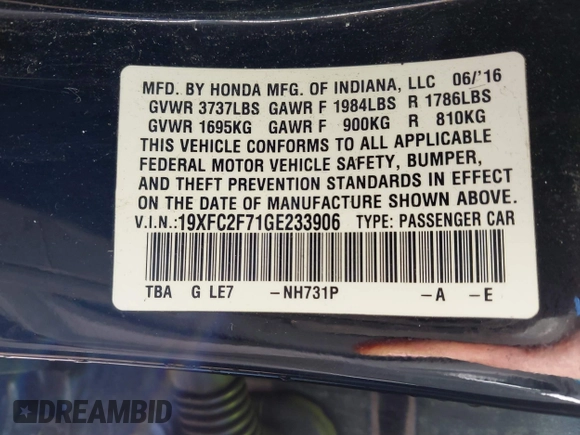 MFD. BY HONDA MFG. OF INDIANA, LLC 06/'16
GVWR 3737LBS GAWR F 1984LBS R 1786LBS
GVWR 1695KG GAWR F 900KG R 810KG
THIS VEHICLE CONFORMS TO ALL APPLICABLE
FEDERAL MOTOR VEHICLE SAFETY, BUMPER,
AND THEFT PREVENTION STANDARDS IN EFFECT
ON THE DATE OF MANUFACTURE SHOWN ABOVE.
V.I.N.:19XFC2F71GE233906 TYPE: PASSENGER CAR
TBA G LE7 -NH731P -A -E
DREAMBID